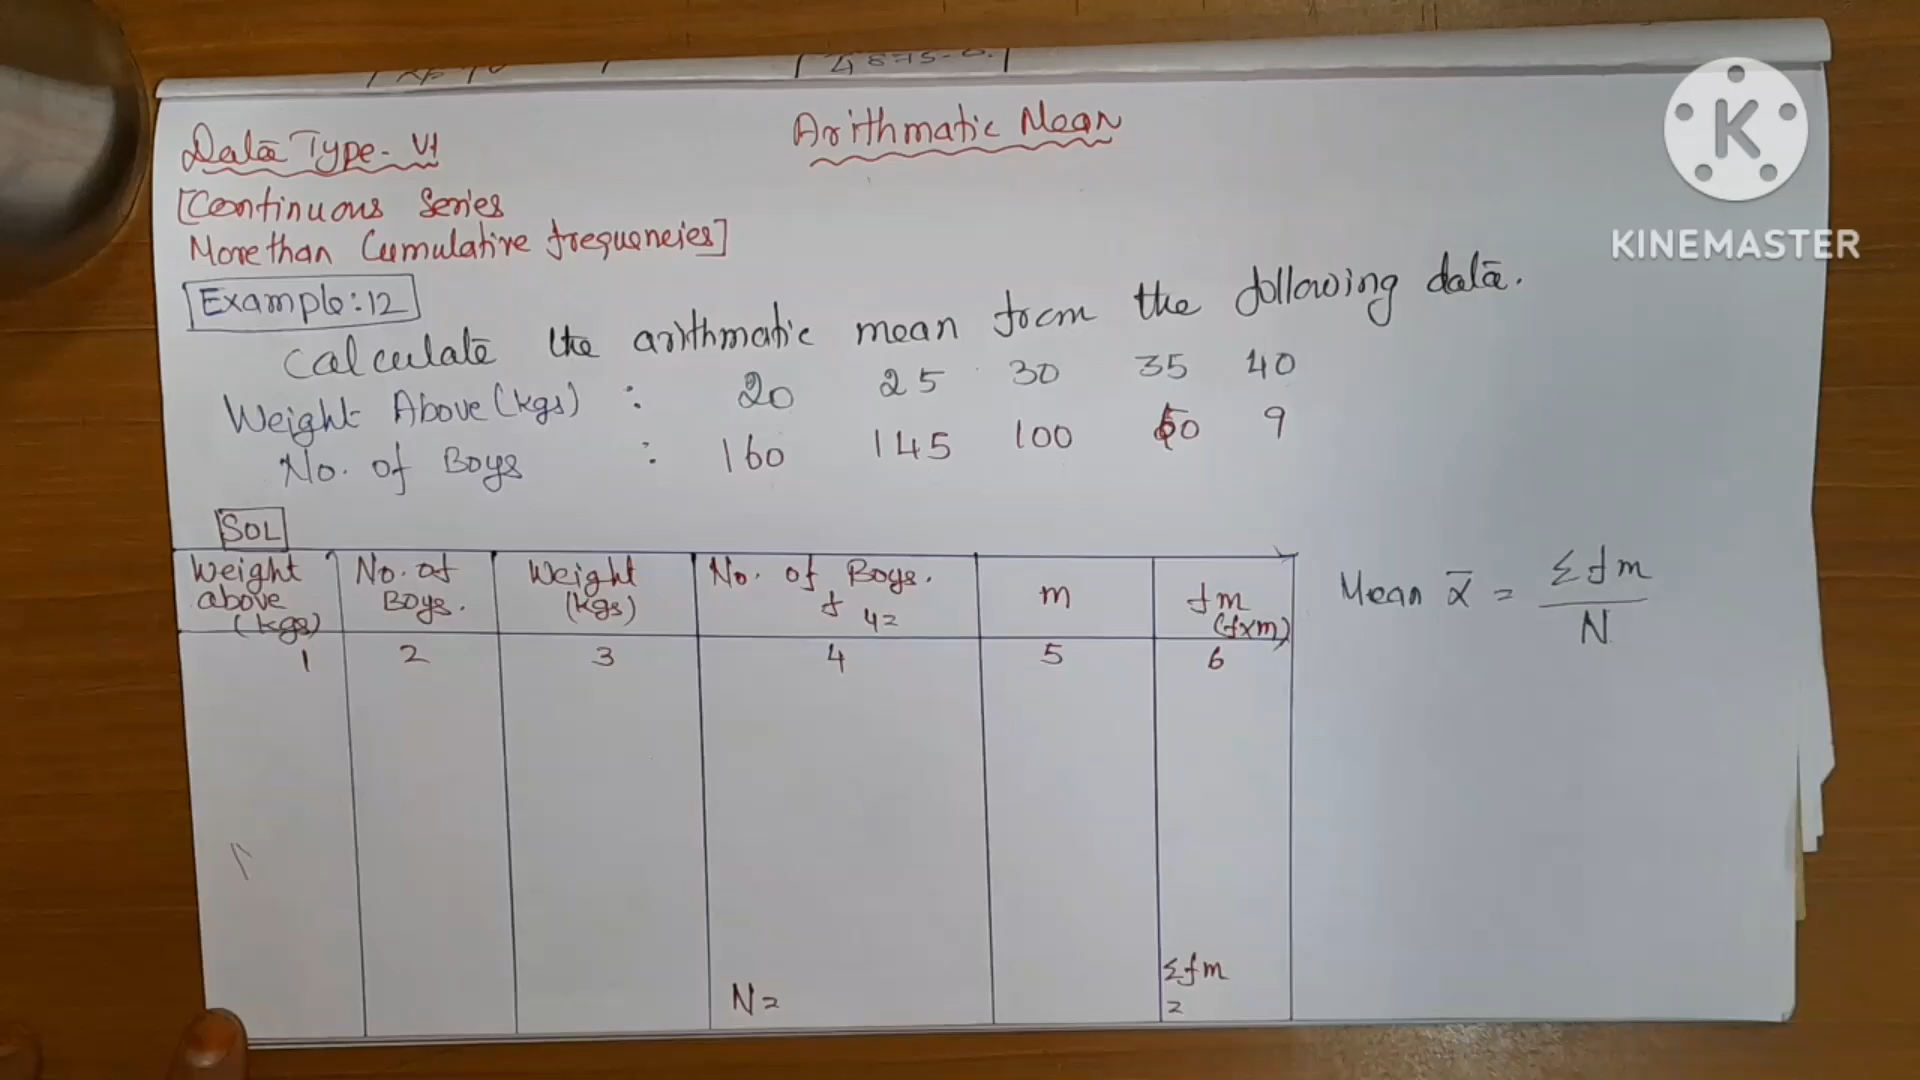 Arithmatic Mean
Data Type - VI
[Continuous Series
More than Cumulative frequencies]
Example: 12
Calculate the arithmatic mean from the following data.
Weight Above (kgs) : 20 25 30 35 40
No. of Boys : 160 145 100 60 9
SOL
Weight above (kgs) No. of Boys. Weight (kgs) No. of Boys. f 4= m fm (f×m)
1 2 3 4 5 6
N =
Σfm =
Mean x̄ = Σfm / N
K
KINEMASTER